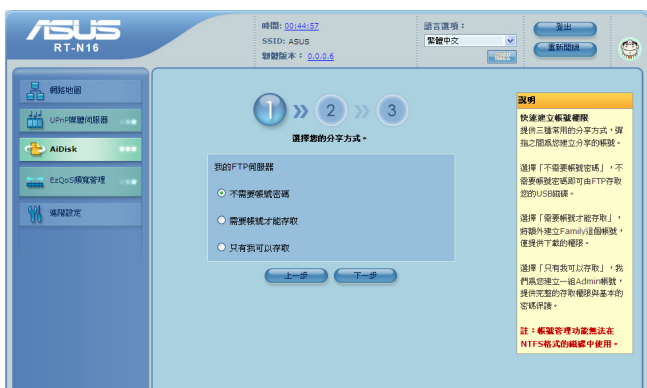 ASUS
RT-N16
時間: 00:44:57
SSID: ASUS
韌體版本： 0.0.0.6
語言選項：
繁體中文
登出
重新開機
網路地圖
UPnP媒體伺服器
AiDisk
EzQoS頻寬管理
進階設定
1 » 2 » 3
選擇您的分享方式。
我的FTP伺服器
不需要帳號密碼
需要帳號才能存取
只有我可以存取
上一步
下一步
說明
快速建立帳號權限
提供三種常用的分享方式，彈
指之間爲您建立分享的帳號。
選擇「不需要帳號密碼」，不
需要帳號密碼即可由FTP存取
您的USB磁碟。
選擇「需要帳號才能存取」，
將額外建立Family這個帳號，
僅提供下載的權限。
選擇「只有我可以存取」，我
們爲您建立一組Admin帳號，
提供完整的存取權限與基本的
密碼保護。
註：帳號管理功能無法在
NTFS格式的磁碟中使用。